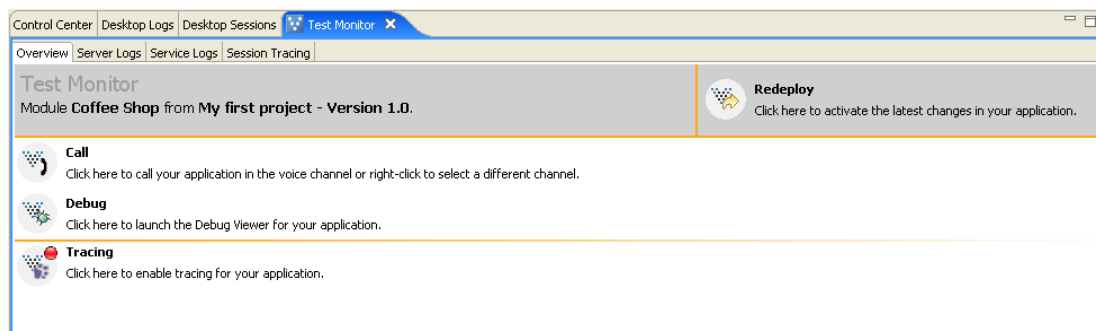 Control Center Desktop Logs Desktop Sessions Test Monitor
Overview Server Logs Service Logs Session Tracing
Test Monitor
Module Coffee Shop from My first project - Version 1.0.
Redeploy
Click here to activate the latest changes in your application.
Call
Click here to call your application in the voice channel or right-click to select a different channel.
Debug
Click here to launch the Debug Viewer for your application.
Tracing
Click here to enable tracing for your application.